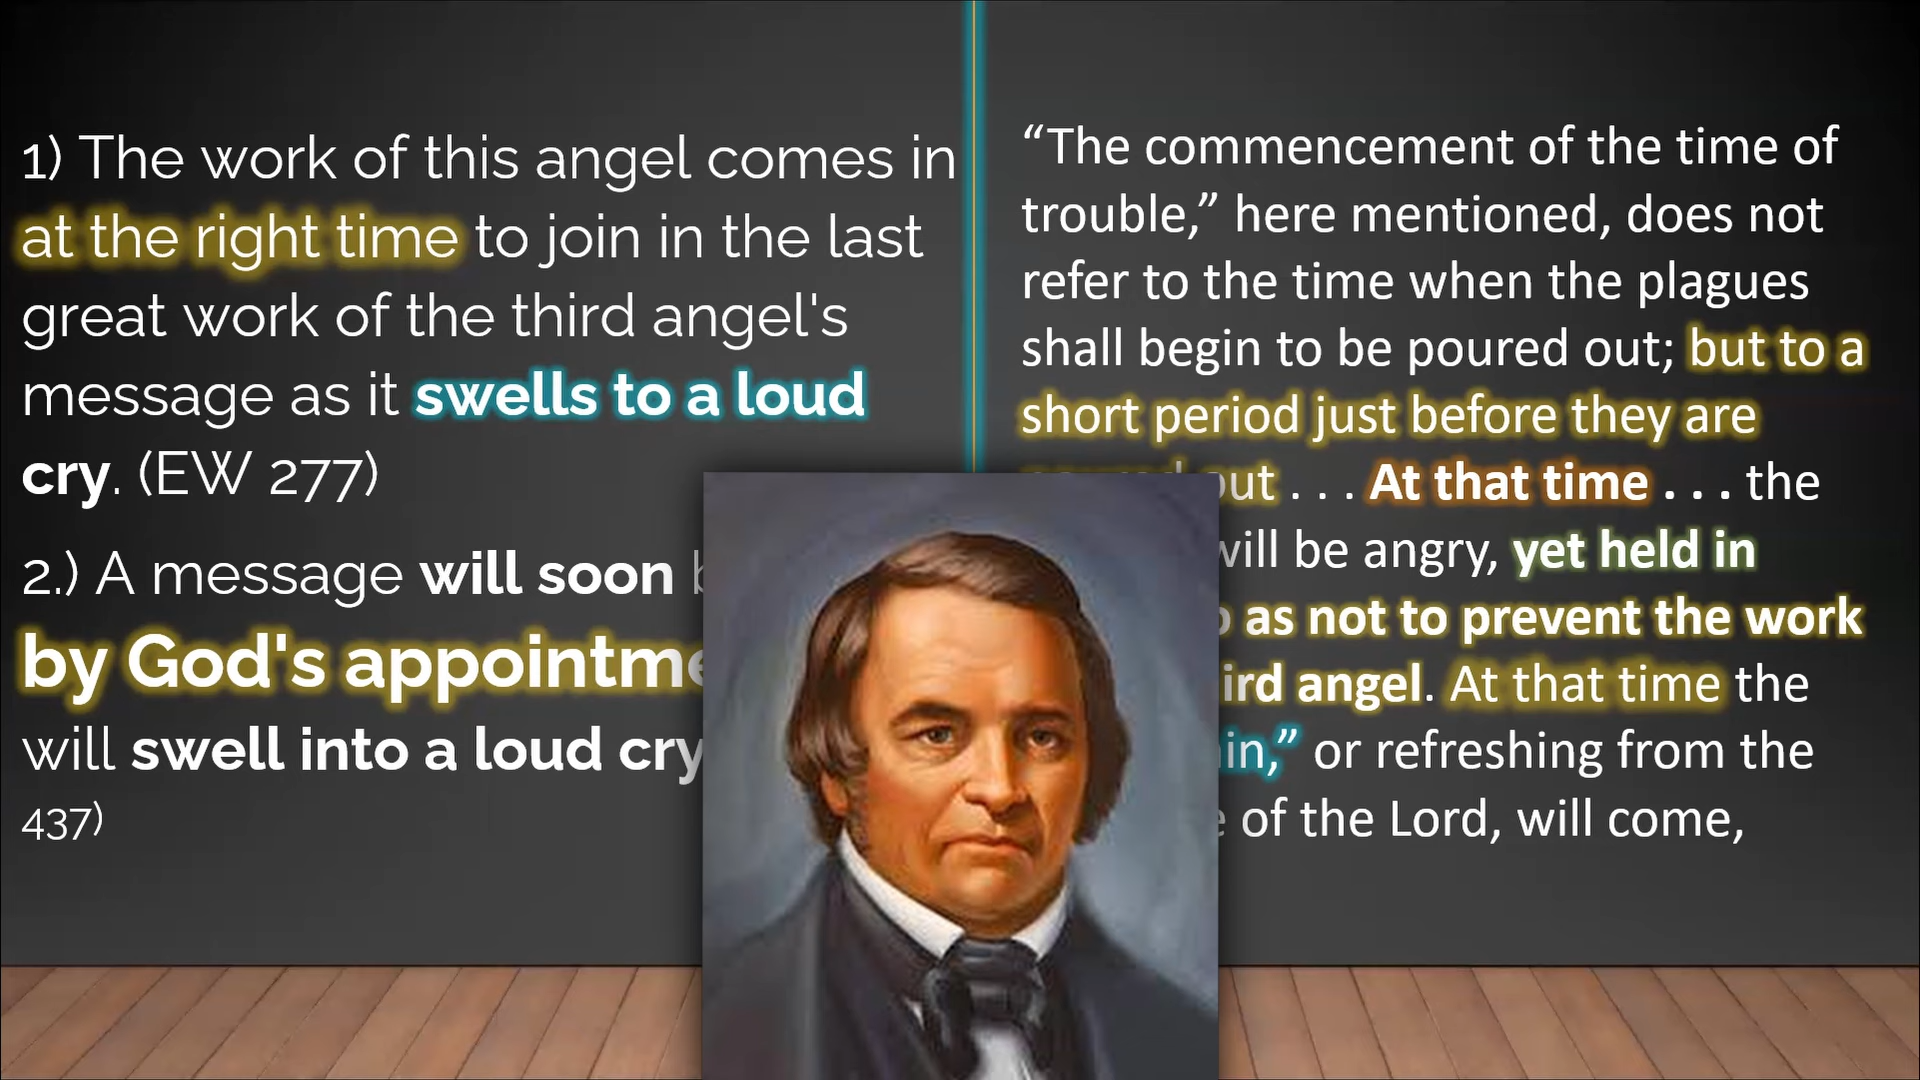 1) The work of this angel comes in
at the right time to join in the last
great work of the third angel's
message as it swells to a loud
cry. (EW 277)
2.) A message will soon
by God's
will swell into a loud cry
437)
“The commencement of the time of
trouble,” here mentioned, does not
refer to the time when the plagues
shall begin to be poured out; but to a
short period just before they are
out . . . At that time . . . the
will be angry, yet held in
as not to prevent the work
angel. At that time the
or refreshing from the
of the Lord, will come,